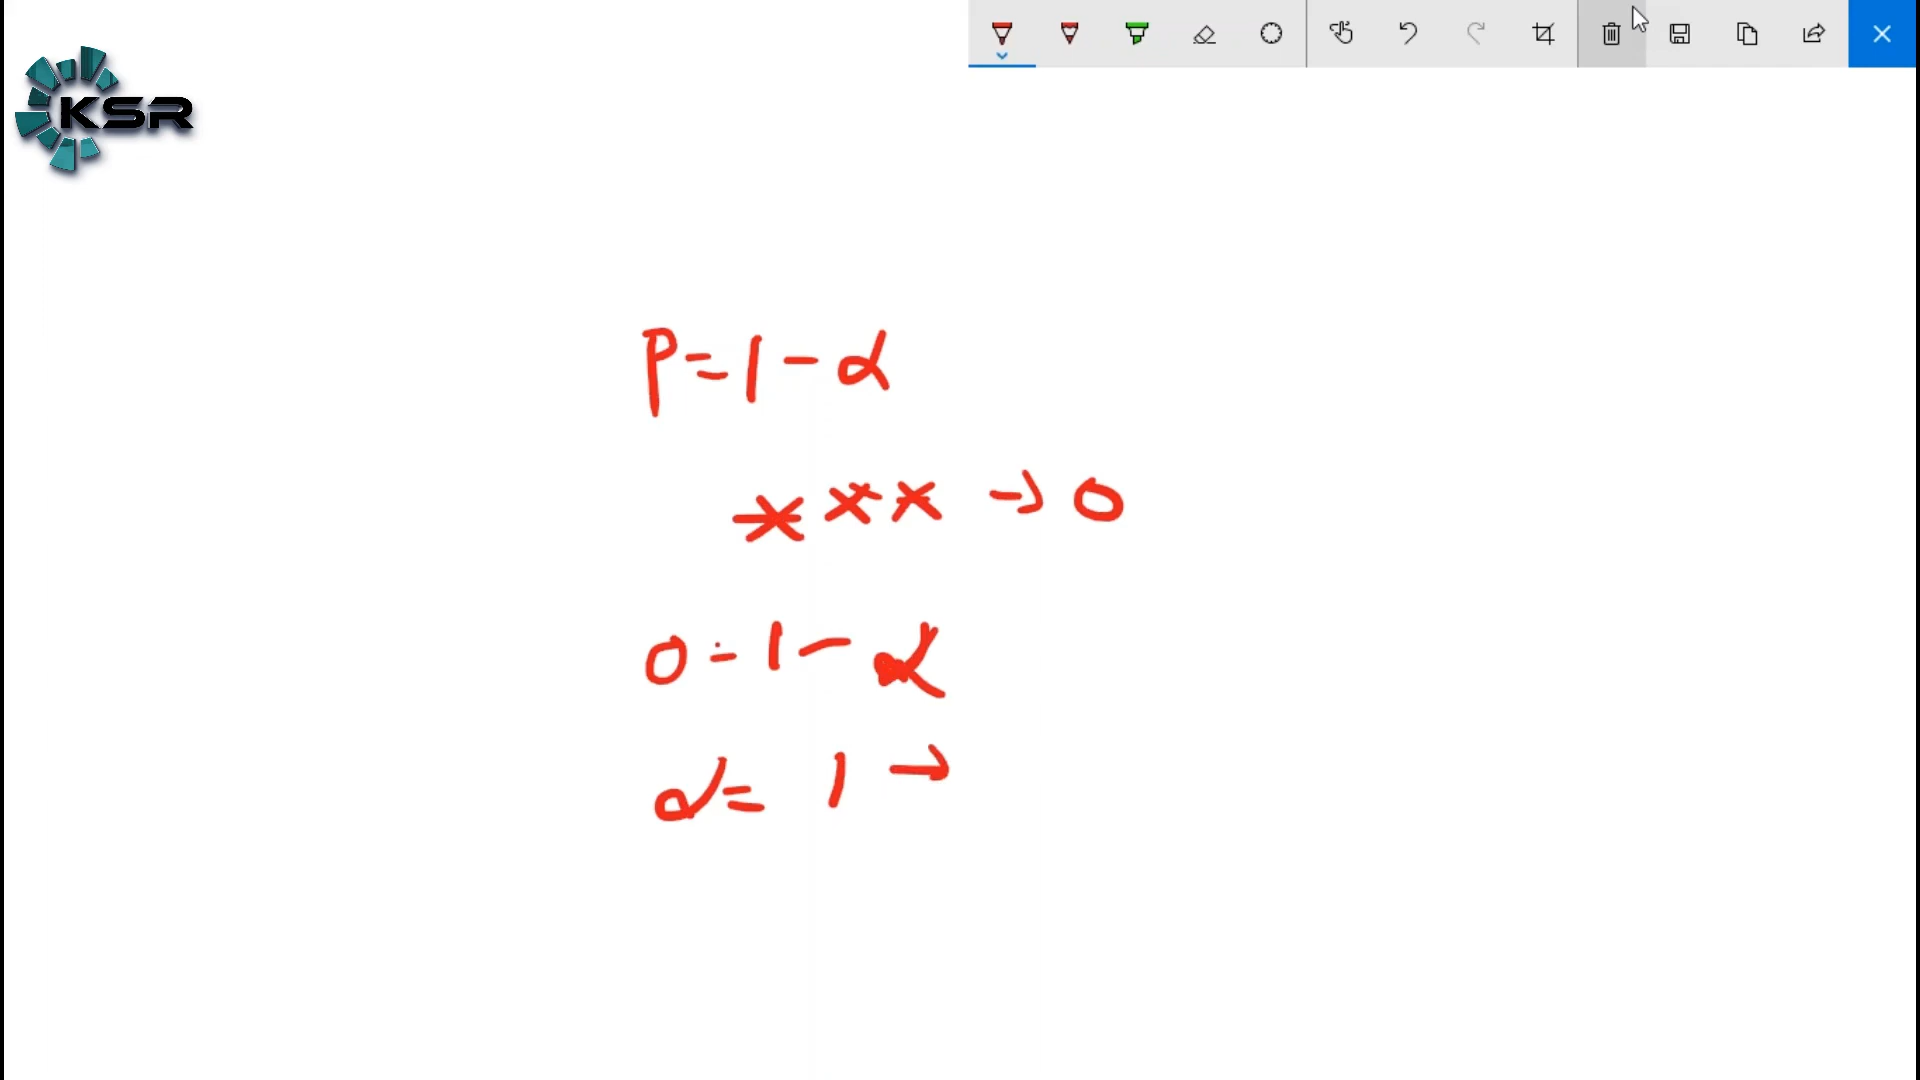 KSR
P=1-α
*** → 0
0=1-α
α= 1 →